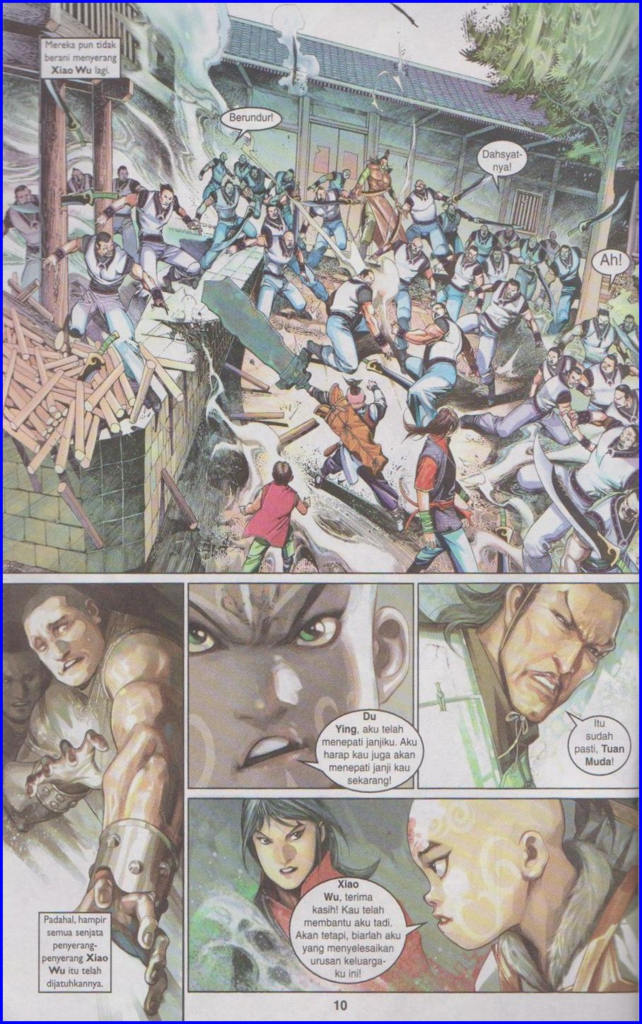 Mereka pun tidak
berani menyerang
Xiao Wu lagi.
Berundur!
Dahsyat-
nya!
Ah!
Padahal, hampir
semua senjata
penyerang-
penyerang Xiao
Wu itu telah
dijatuhkannya.
Du
Ying, aku telah
menepati janjiku. Aku
harap kau juga akan
menepati janji kau
sekarang!
Itu
sudah
pasti, Tuan
Muda!
Xiao
Wu, terima
kasih! Kau telah
membantu aku tadi.
Akan tetapi, biarlah aku
yang menyelesaikan
urusan keluarga-
ku ini!
10